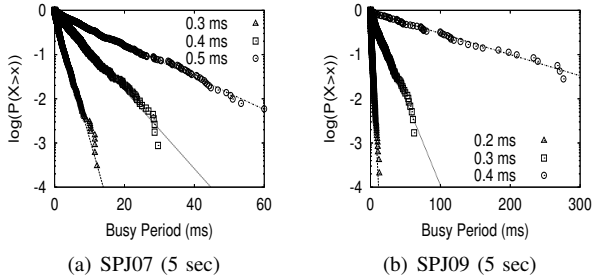 0
-1
-2
-3
-4
log(P(X>x))
0.3 ms
0.4 ms
0.5 ms
0 20 40 60
Busy Period (ms)
(a) SPJ07 (5 sec)
0
-1
-2
-3
-4
log(P(X>x))
0.2 ms
0.3 ms
0.4 ms
0 100 200 300
Busy Period (ms)
(b) SPJ09 (5 sec)